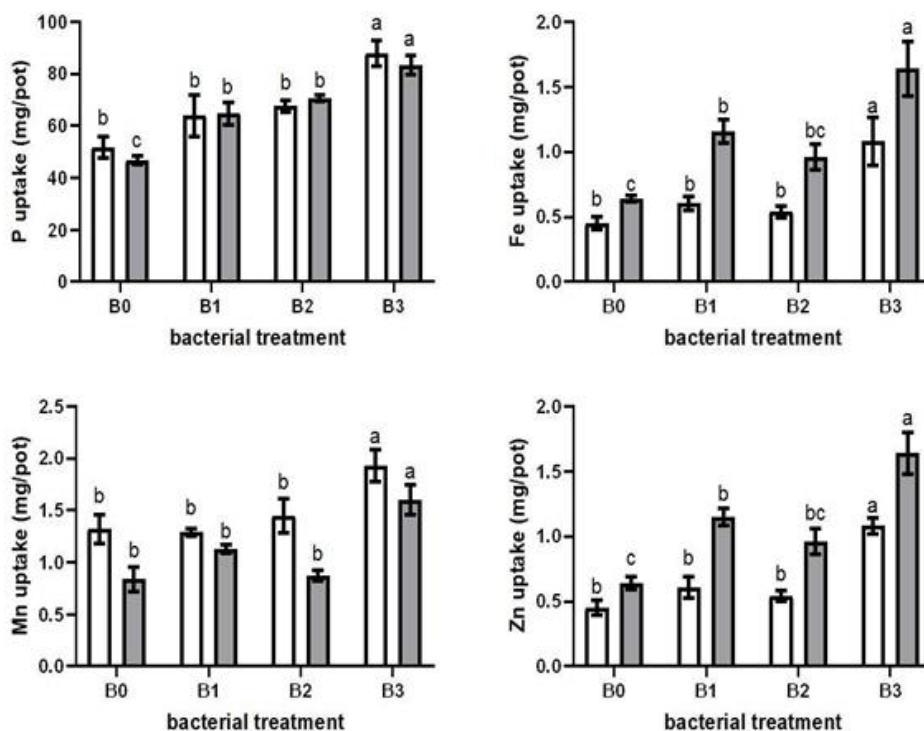 P uptake (mg/pot)
100
80
60
40
20
0
b
c
b
b
b
b
a
a
B0 B1 B2 B3
bacterial treatment
Fe uptake (mg/pot)
2.0
1.5
1.0
0.5
0.0
b
c
b
b
b
bc
a
a
B0 B1 B2 B3
bacterial treatment
Mn uptake (mg/pot)
2.5
2.0
1.5
1.0
0.5
0.0
b
b
b
b
b
b
a
a
B0 B1 B2 B3
bacterial treatment
Zn uptake (mg/pot)
2.0
1.5
1.0
0.5
0.0
b
c
b
b
b
bc
a
a
B0 B1 B2 B3
bacterial treatment